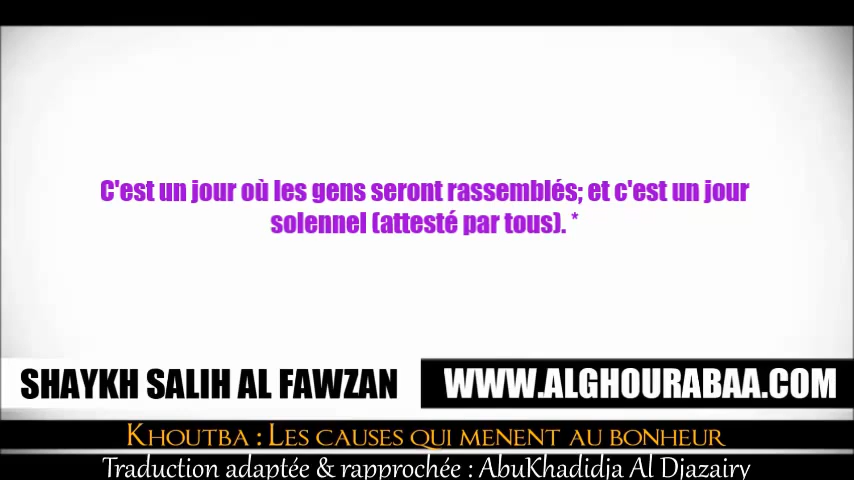 C'est un jour où les gens seront rassemblés; et c'est un jour
solennel (attesté par tous). *
SHAYKH SALIH AL FAWZAN
WWW.ALGHOURABAA.COM
KHOUTBA : LES CAUSES QUI MENENT AU BONHEUR
Traduction adaptée & rapprochée : AbuKhadidja Al Djazairy